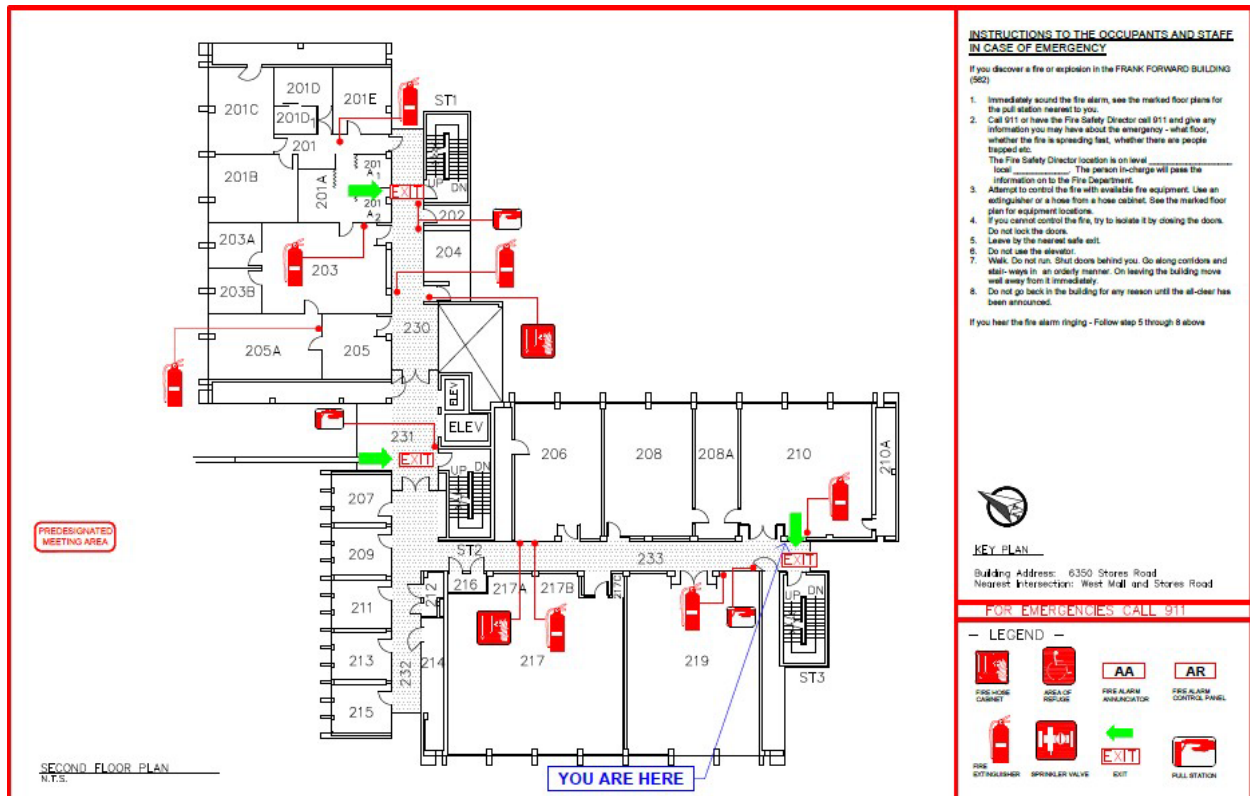 INSTRUCTIONS TO THE OCCUPANTS AND STAFF
IN CASE OF EMERGENCY
If you discover a fire or explosion in the FRANK FORWARD BUILDING
(562)
1. Immediately sound the fire alarm, see the marked floor plans for
the pull station nearest to you.
2. Call 911 or have the Fire Safety Director call 911 and give any
information you may have about the emergency - what floor,
whether the fire is spreading fast, whether there are people
trapped etc.
The Fire Safety Director location is on level ____________________
local ______________. The person in-charge will pass the
information on to the Fire Department.
3. Attempt to control the fire with available fire equipment. Use an
extinguisher or a hose from a hose cabinet. See the marked floor
plan for equipment locations.
4. If you cannot control the fire, try to isolate it by closing the doors.
Do not lock the doors.
5. Leave by the nearest safe exit.
6. Do not use the elevator.
7. Walk. Do not run. Shut doors behind you. Go along corridors and
stair-ways in an orderly manner. On leaving the building move
well away from it immediately.
8. Do not go back in the building for any reason until the all-clear has
been announced.
If you hear the fire alarm ringing - Follow step 5 through 8 above
KEY PLAN
Building Address: 6350 Stores Road
Nearest Intersection: West Mall and Stores Road
FOR EMERGENCIES CALL 911
- LEGEND -
FIRE HOSE
CABINET
AREA OF
REFUGE
AA
FIRE ALARM
ANNUNCIATOR
AR
FIRE ALARM
CONTROL PANEL
FIRE
EXTINGUISHER
SPRINKLER VALVE
EXIT
EXIT
PULL STATION
201C
201D
201D1
201E
ST1
201
201B
201A
201
A1
201
A2
EXIT
UP
DN
202
203A
203
203B
204
205A
205
230
ELEV
ELEV
231
EXIT
UP
DN
ST2
206
208
208A
210
210A
207
209
211
213
215
212
214
232
216
217A
217B
217C
217
233
219
EXIT
UP
DN
ST3
PREDESIGNATED
MEETING AREA
YOU ARE HERE
SECOND FLOOR PLAN
N.T.S.